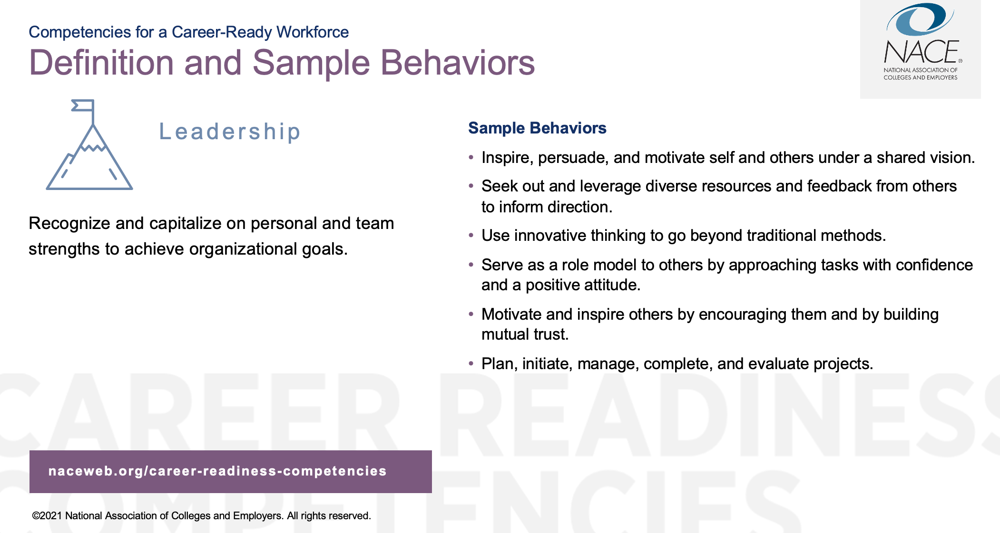 Competencies for a Career-Ready Workforce
Definition and Sample Behaviors
NACE®
NATIONAL ASSOCIATION OF
COLLEGES AND EMPLOYERS
Leadership
Recognize and capitalize on personal and team
strengths to achieve organizational goals.
Sample Behaviors
• Inspire, persuade, and motivate self and others under a shared vision.
• Seek out and leverage diverse resources and feedback from others
to inform direction.
• Use innovative thinking to go beyond traditional methods.
• Serve as a role model to others by approaching tasks with confidence
and a positive attitude.
• Motivate and inspire others by encouraging them and by building
mutual trust.
• Plan, initiate, manage, complete, and evaluate projects.
CAREER READINESS
COMPETENCIES
naceweb.org/career-readiness-competencies
©2021 National Association of Colleges and Employers. All rights reserved.